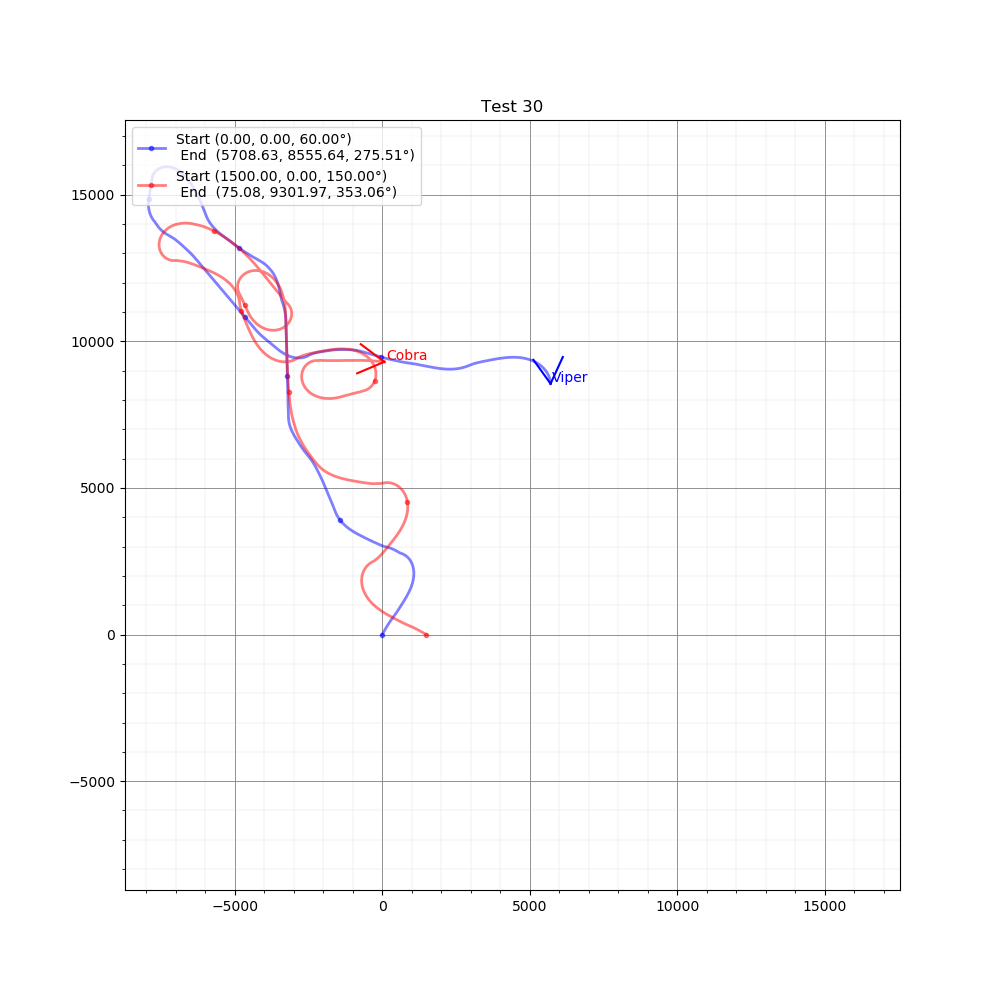 Test 30
Start (0.00, 0.00, 60.00°)
End (5708.63, 8555.64, 275.51°)
Start (1500.00, 0.00, 150.00°)
End (75.08, 9301.97, 353.06°)
15000
10000
5000
0
−5000
Cobra
Viper
−5000 0 5000 10000 15000